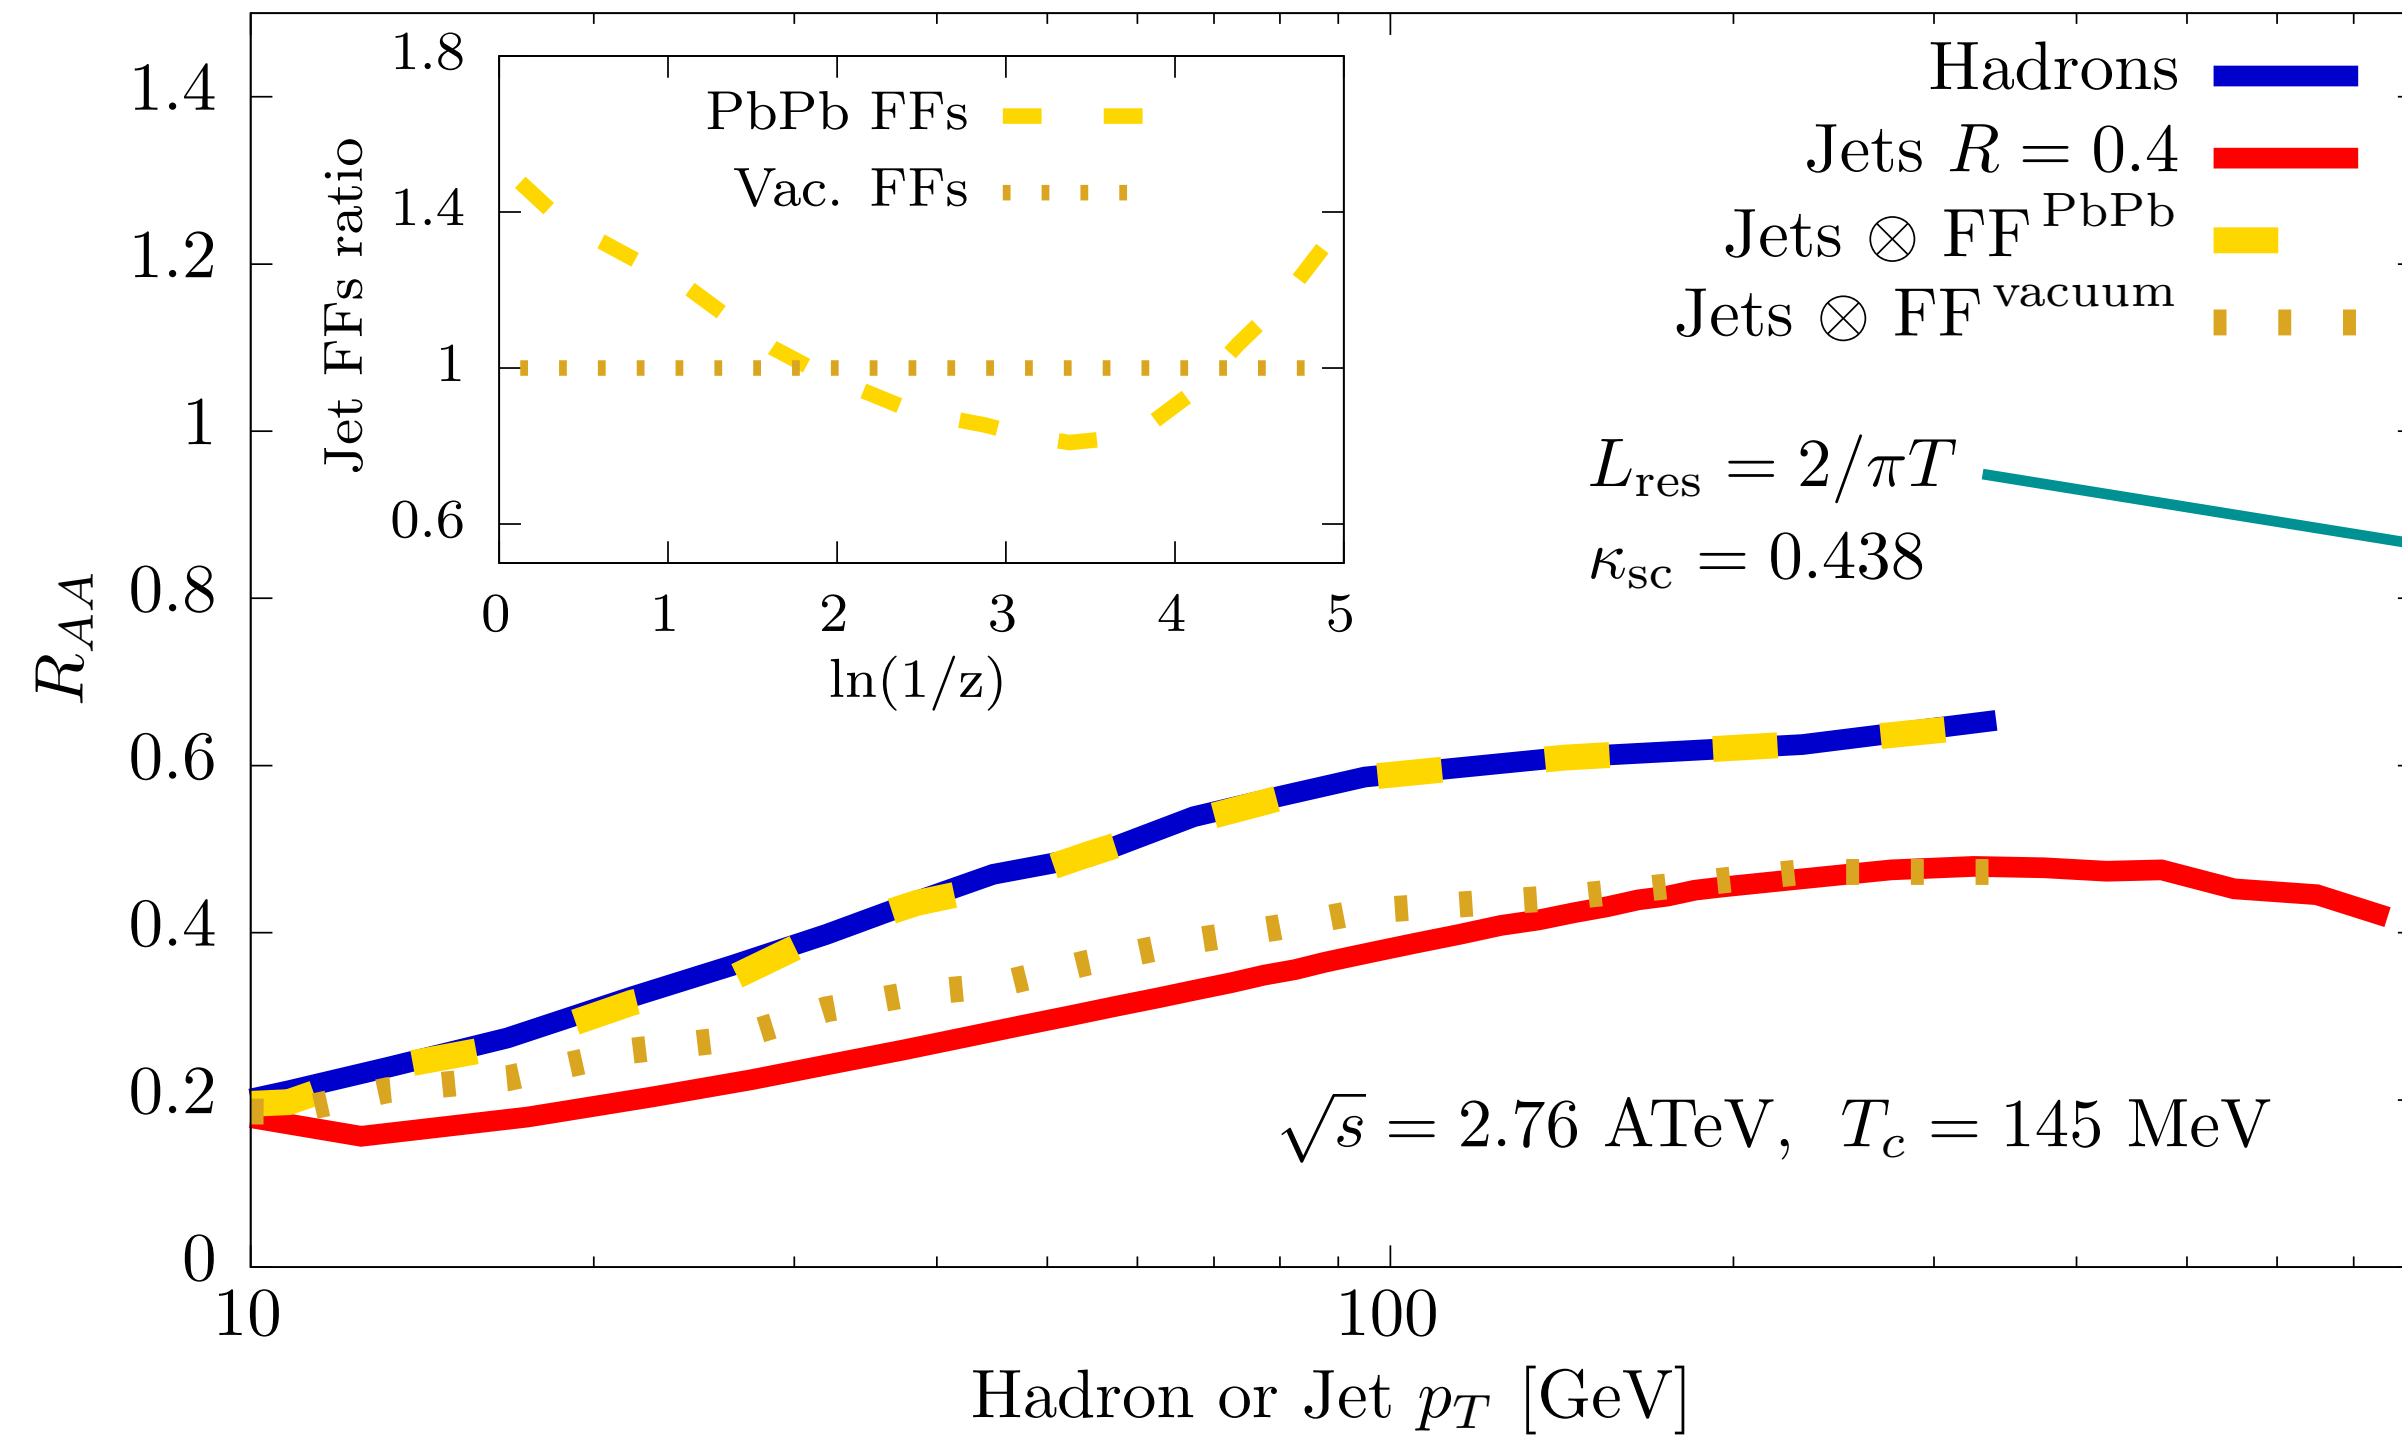 1.8
1.4
1
0.6
Jet FFs ratio
PbPb FFs
Vac. FFs
0 1 2 3 4 5
ln(1/z)
Hadrons
Jets R = 0.4
Jets ⊗ FF^PbPb
Jets ⊗ FF^vacuum
L_res = 2/πT
κ_sc = 0.438
1.4
1.2
1
0.8
0.6
0.4
0.2
0
R_AA
√s = 2.76 ATeV, T_c = 145 MeV
10 100
Hadron or Jet p_T [GeV]